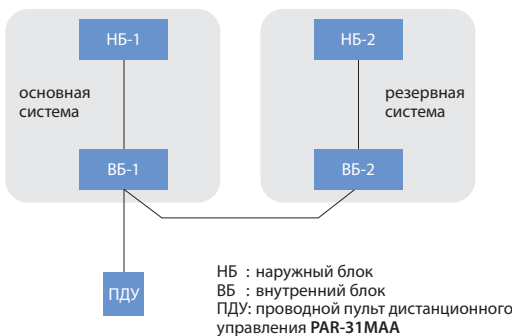 НБ-1
НБ-2
основная
система
резервная
система
ВБ-1
ВБ-2
ПДУ
НБ : наружный блок
ВБ : внутренний блок
ПДУ: проводной пульт дистанционного
управления PAR-31MAA